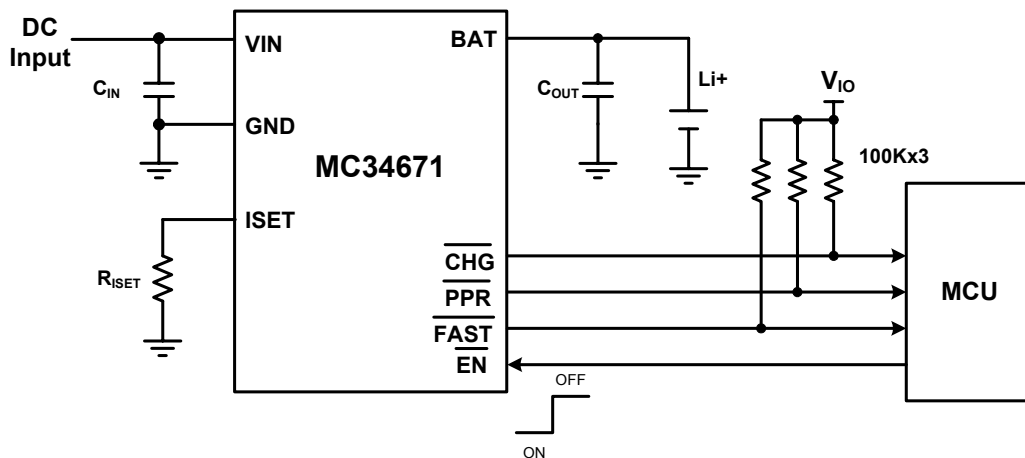 DC
Input
VIN
BAT
C_IN
C_OUT
Li+
V_IO
GND
MC34671
100Kx3
ISET
R_ISET
CHG
PPR
FAST
EN
MCU
OFF
ON